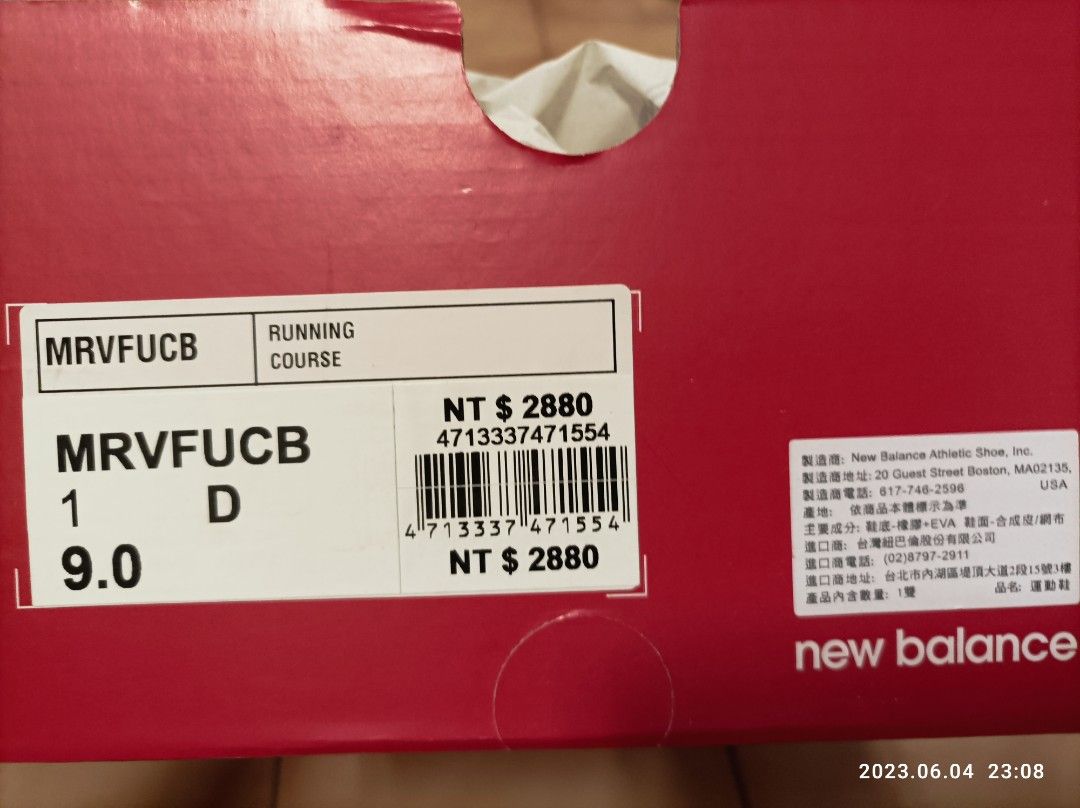 MRVFUCB
RUNNING
COURSE
MRVFUCB
1 D
9.0
NT $ 2880
4713337471554
4 713337 471554
NT $ 2880
製造商: New Balance Athletic Shoe, Inc.
製造商地址: 20 Guest Street Boston, MA02135,
USA
製造商電話: 617-746-2596
產地: 依商品本體標示為準
主要成分: 鞋底-橡膠+EVA 鞋面-合成皮/網布
進口商: 台灣紐巴倫股份有限公司
進口商電話: (02)8797-2911
進口商地址: 台北市內湖區堤頂大道2段15號3樓
產品內含數量: 1雙 品名: 運動鞋
new balance
2023.06.04 23:08